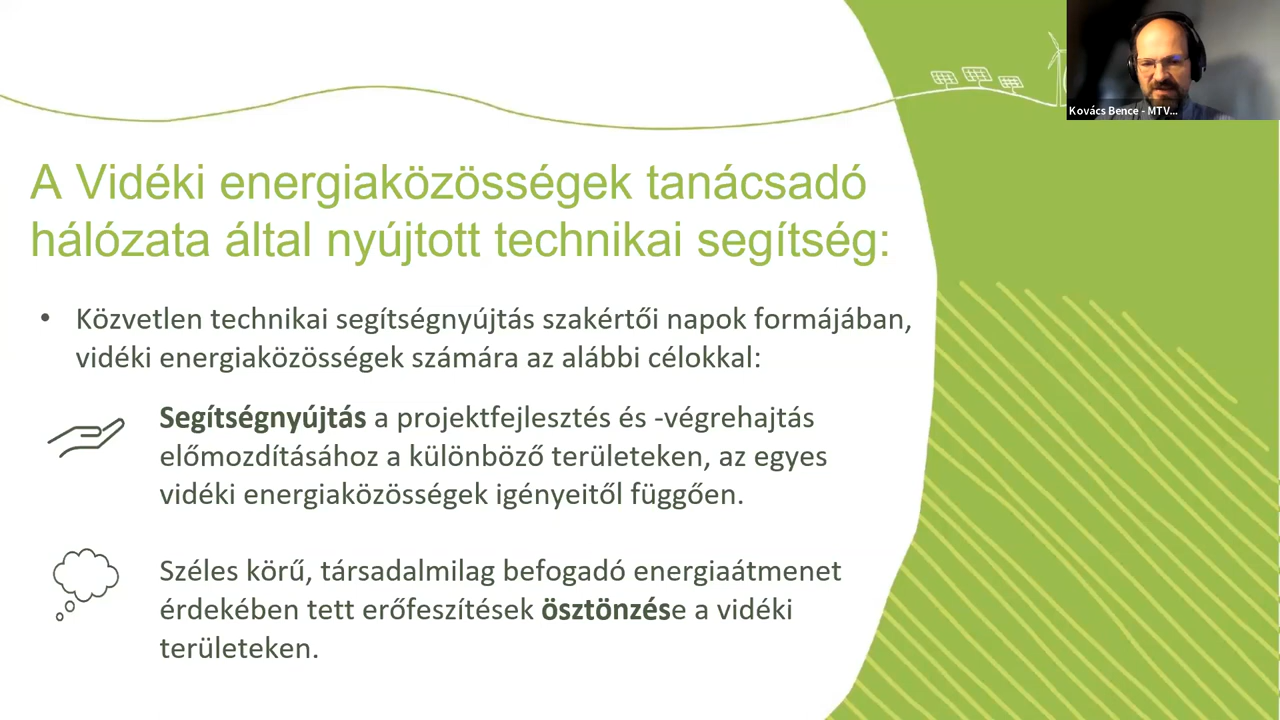 Kovács Bence - MTV...
A Vidéki energiaközösségek tanácsadó
hálózata által nyújtott technikai segítség:
• Közvetlen technikai segítségnyújtás szakértői napok formájában,
vidéki energiaközösségek számára az alábbi célokkal:
Segítségnyújtás a projektfejlesztés és -végrehajtás
előmozdításához a különböző területeken, az egyes
vidéki energiaközösségek igényeitől függően.
Széles körű, társadalmilag befogadó energiaátmenet
érdekében tett erőfeszítések ösztönzése a vidéki
területeken.